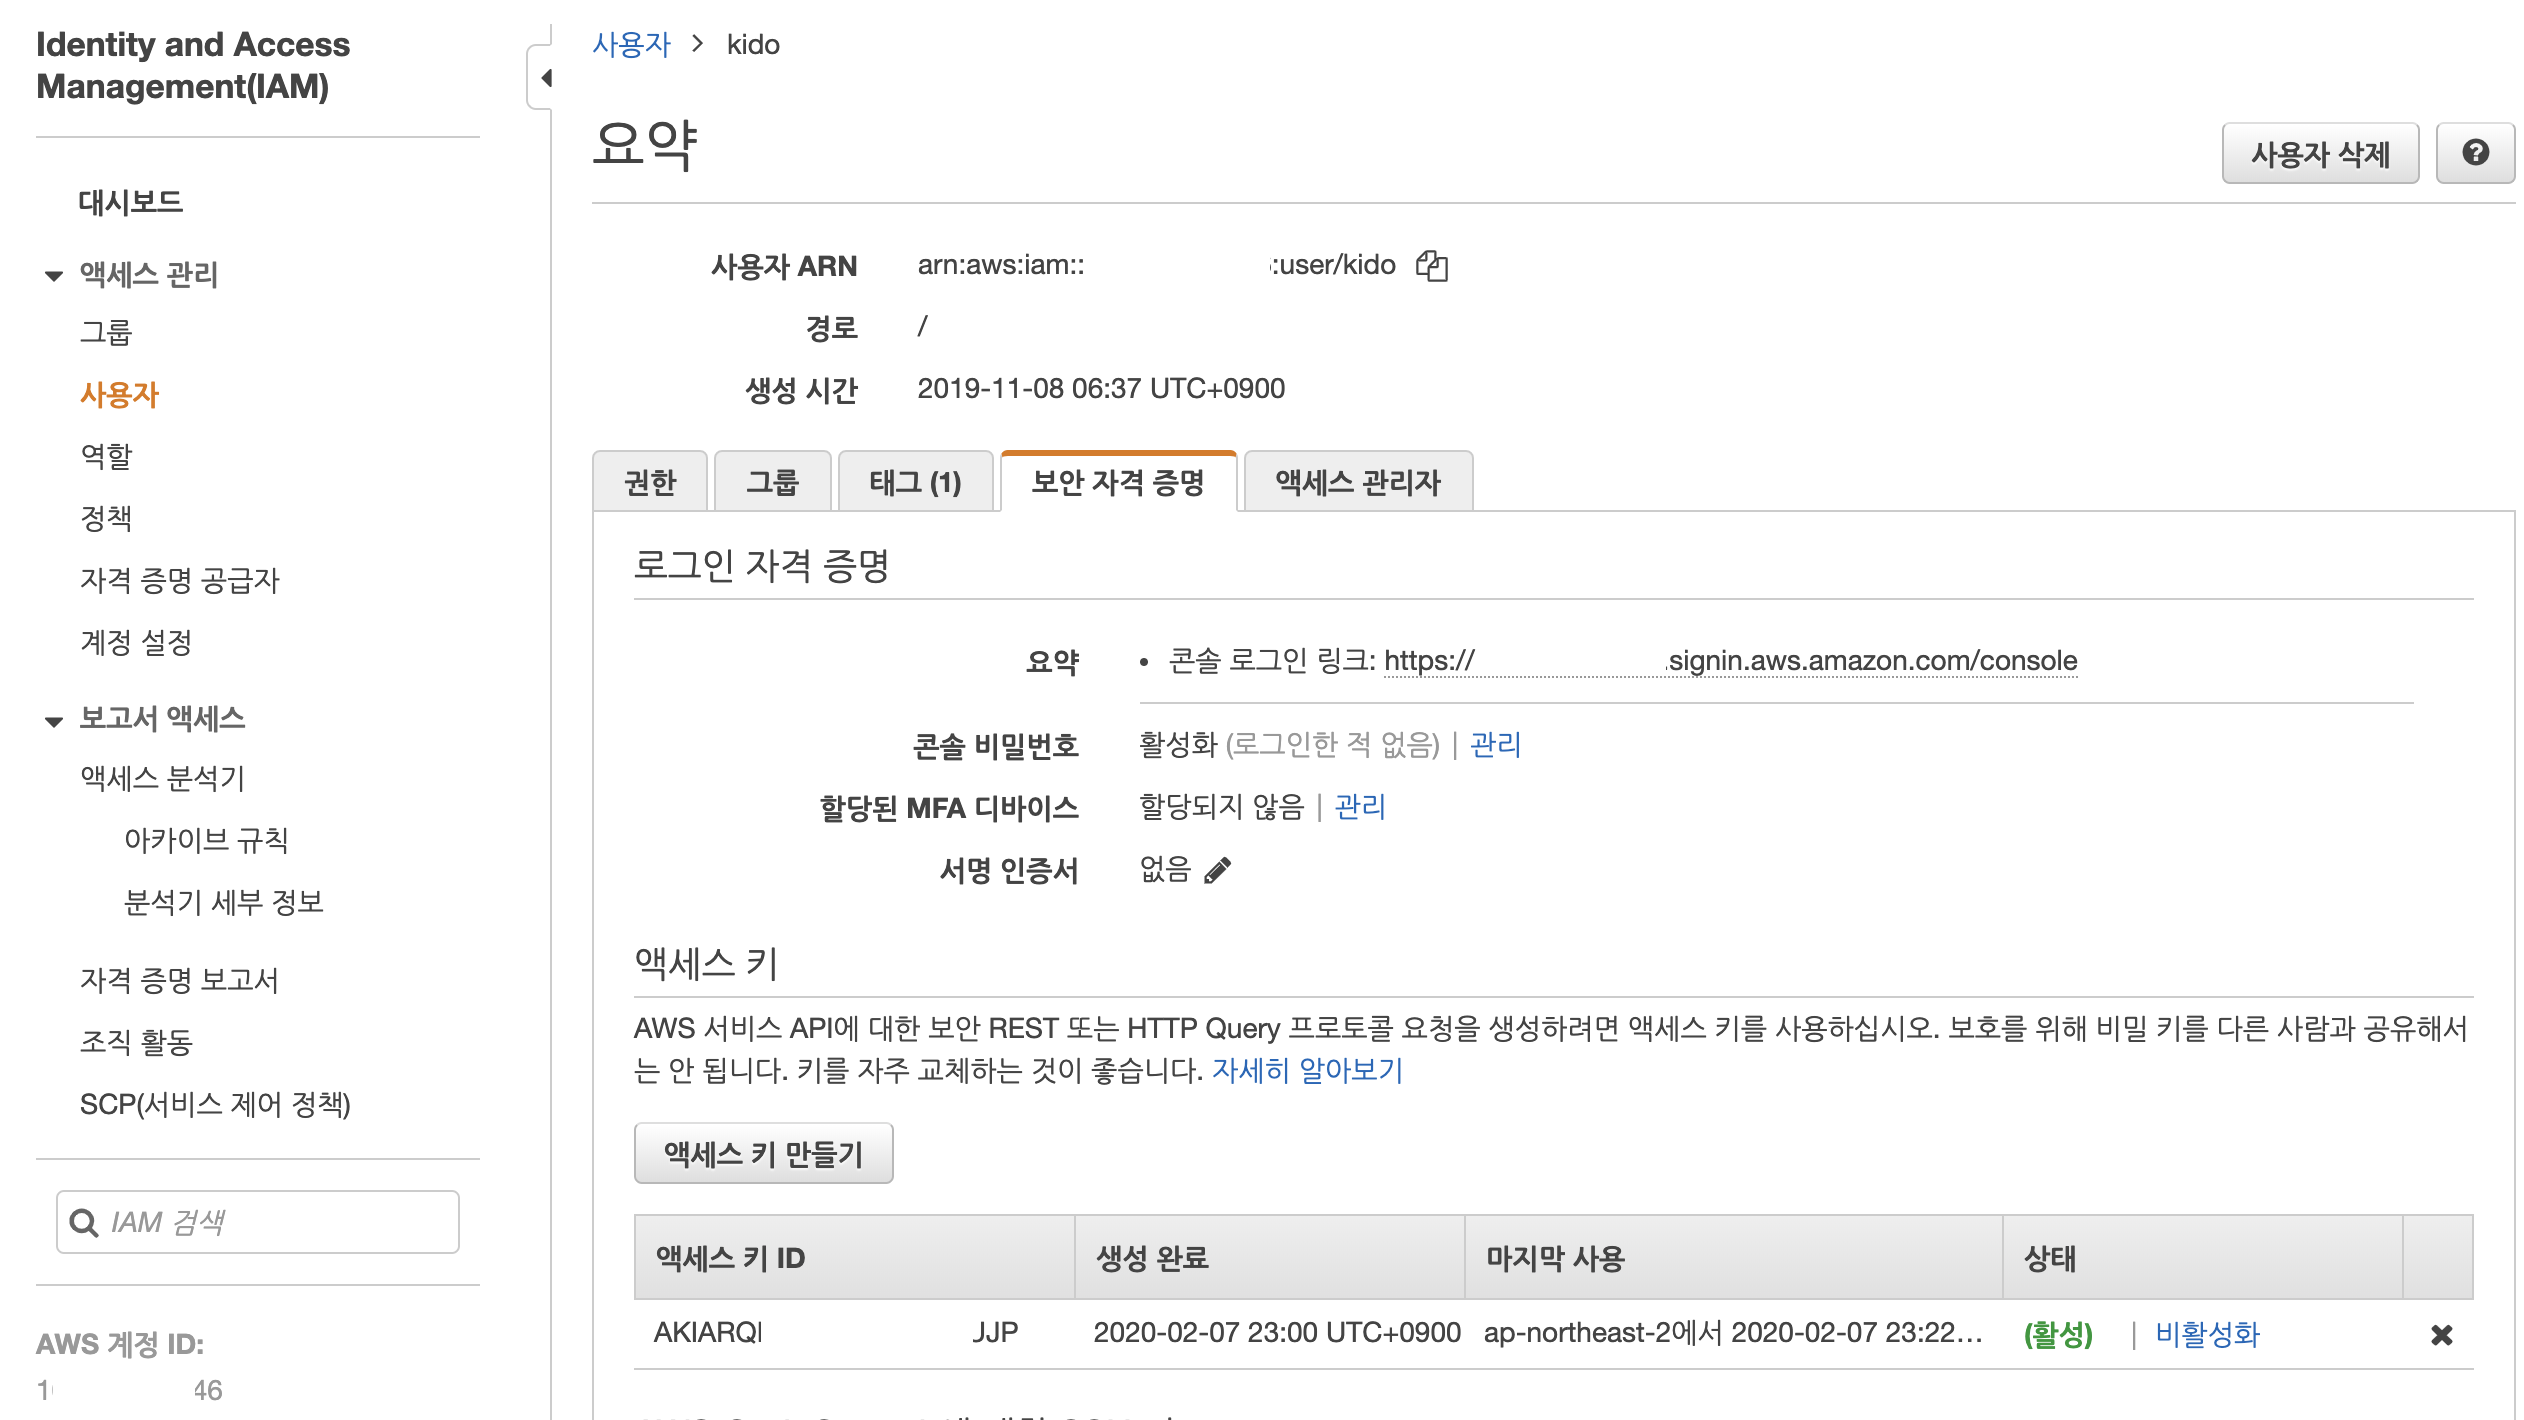 Identity and Access
Management(IAM)
대시보드
액세스 관리
그룹
사용자
역할
정책
자격 증명 공급자
계정 설정
보고서 액세스
액세스 분석기
아카이브 규칙
분석기 세부 정보
자격 증명 보고서
조직 활동
SCP(서비스 제어 정책)
IAM 검색
AWS 계정 ID:
1 46
사용자 > kido
요약
사용자 삭제
사용자 ARN arn:aws:iam:: :user/kido
경로 /
생성 시간 2019-11-08 06:37 UTC+0900
권한 그룹 태그 (1) 보안 자격 증명 액세스 관리자
로그인 자격 증명
요약 • 콘솔 로그인 링크: https:// .signin.aws.amazon.com/console
콘솔 비밀번호 활성화 (로그인한 적 없음) | 관리
할당된 MFA 디바이스 할당되지 않음 | 관리
서명 인증서 없음
액세스 키
AWS 서비스 API에 대한 보안 REST 또는 HTTP Query 프로토콜 요청을 생성하려면 액세스 키를 사용하십시오. 보호를 위해 비밀 키를 다른 사람과 공유해서
는 안 됩니다. 키를 자주 교체하는 것이 좋습니다. 자세히 알아보기
액세스 키 만들기
액세스 키 ID 생성 완료 마지막 사용 상태
AKIARQ JJP 2020-02-07 23:00 UTC+0900 ap-northeast-2에서 2020-02-07 23:22... (활성) | 비활성화